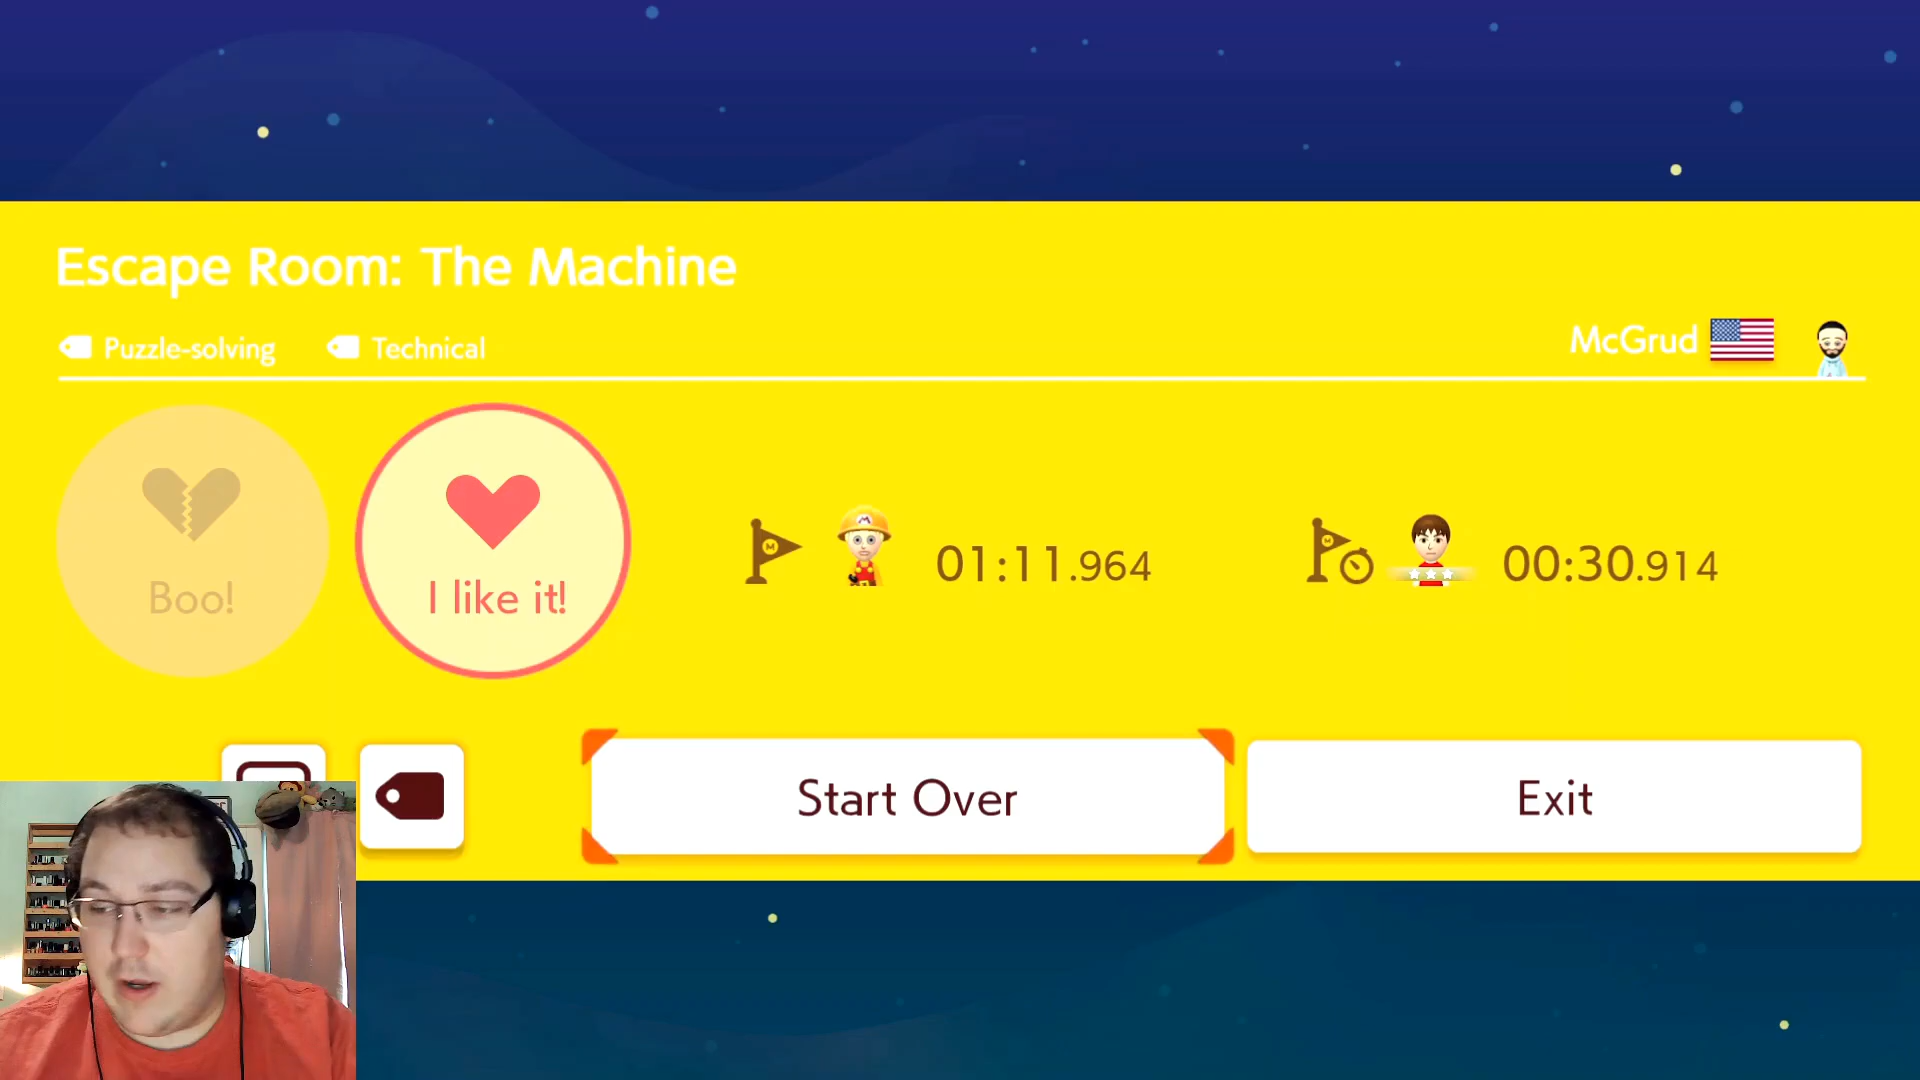 Escape Room: The Machine
Puzzle-solving Technical
McGrud
Boo!
I like it!
M
M
01:11.964
M
00:30.914
Start Over
Exit